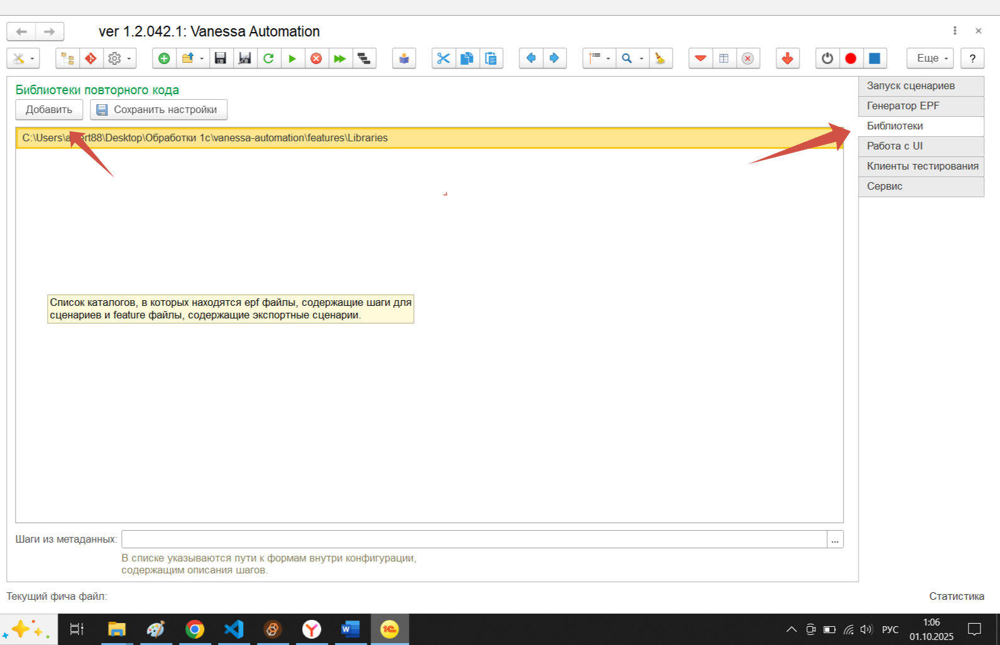 ver 1.2.042.1: Vanessa Automation
Еще
?
Библиотеки повторного кода
Добавить
Сохранить настройки
C:\Users\a ert88\Desktop\Обработки 1с\vanessa-automation\features\Libraries
Запуск сценариев
Генератор EPF
Библиотеки
Работа с UI
Клиенты тестирования
Сервис
Список каталогов, в которых находятся epf файлы, содержащие шаги для
сценариев и feature файлы, содержащие экспортные сценарии.
Шаги из метаданных:
...
В списке указываются пути к формам внутри конфигурации,
содержащим описания шагов.
Текущий фича файл:
Статистика
РУС
1:06
01.10.2025